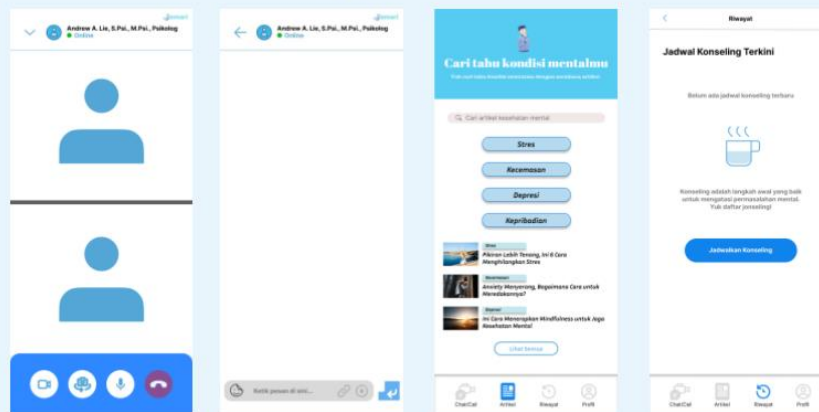 Andrew A. Lie, S.Psi., M.Psi., Psikolog
Online
Andrew A. Lie, S.Psi., M.Psi., Psikolog
Online
Ketik pesan di sini...
Cari tahu kondisi mentalmu
Cari artikel kesehatan mental
Stres
Kecemasan
Depresi
Kepribadian
Stres
Pikiran Lebih Tenang, Ini 6 Cara
Menghilangkan Stres
Kecemasan
Anxiety Menyerang, Bagaimana Cara untuk
Meredakannya?
Depresi
Ini Cara Menerapkan Mindfulness untuk Jaga
Kesehatan Mental
Lihat Semua
Chat/Call
Artikel
Riwayat
Profil
Riwayat
Jadwal Konseling Terkini
Belum ada jadwal konseling terbaru
Konseling adalah langkah awal yang baik
untuk mengatasi permasalahan mental.
Yuk daftar jonseling!
Jadwalkan Konseling
Chat/Call
Artikel
Riwayat
Profil